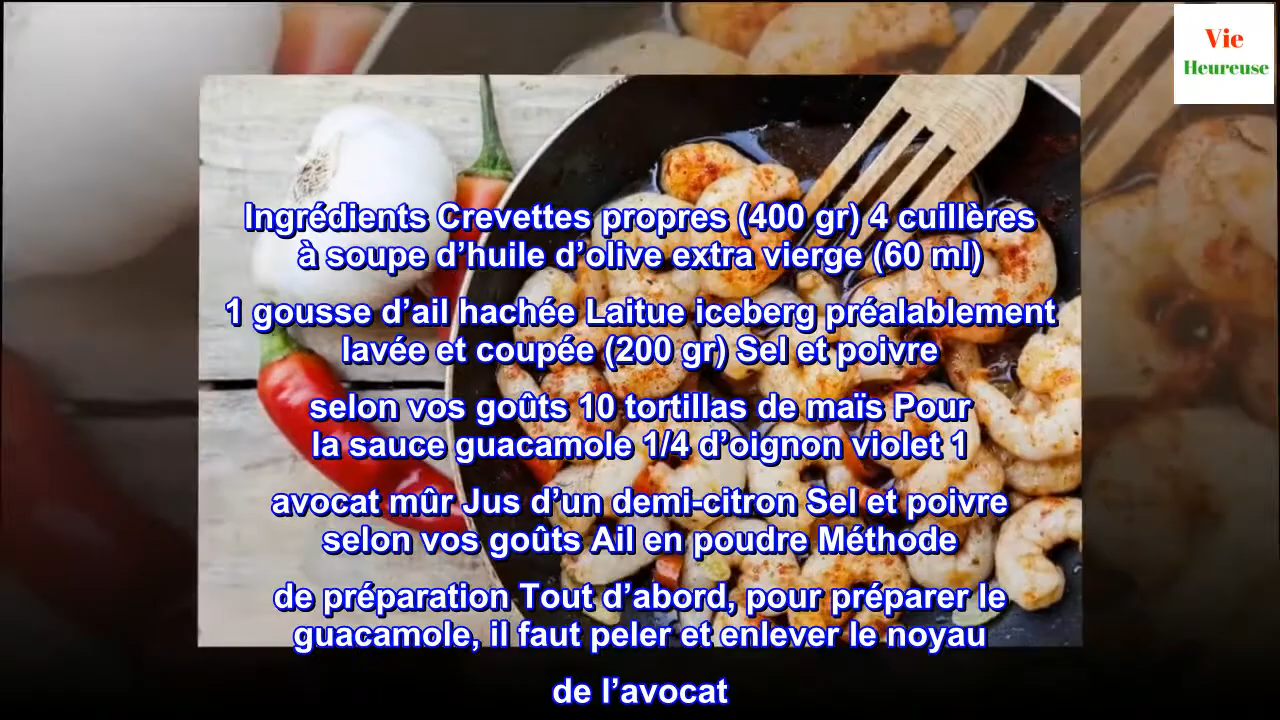 Vie
Heureuse
Ingrédients Crevettes propres (400 gr) 4 cuillères
à soupe d’huile d’olive extra vierge (60 ml)
1 gousse d’ail hachée Laitue iceberg préalablement
lavée et coupée (200 gr) Sel et poivre
selon vos goûts 10 tortillas de maïs Pour
la sauce guacamole 1/4 d’oignon violet 1
avocat mûr Jus d’un demi-citron Sel et poivre
selon vos goûts Ail en poudre Méthode
de préparation Tout d’abord, pour préparer le
guacamole, il faut peler et enlever le noyau
de l’avocat